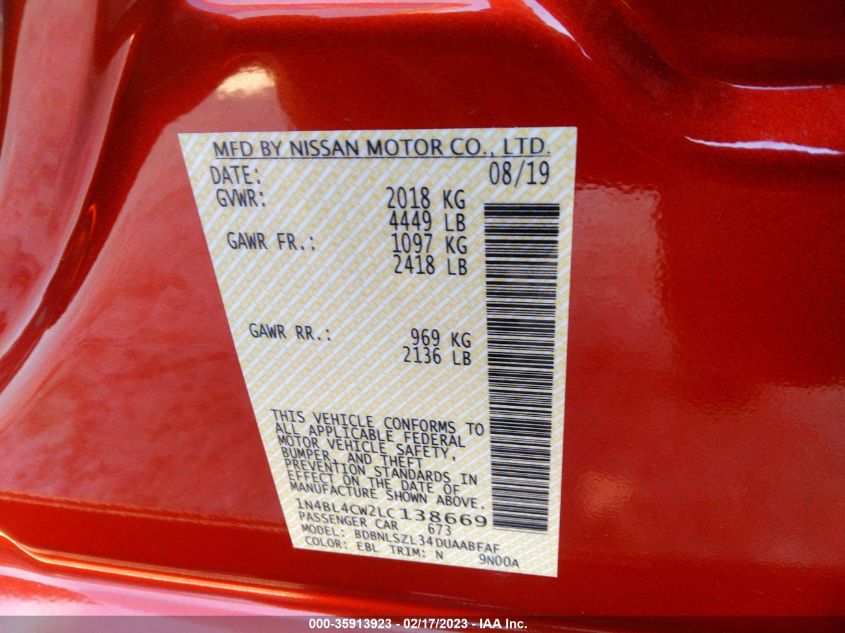 MFD BY NISSAN MOTOR CO., LTD.
DATE: 08/19
GVWR: 2018 KG
4449 LB
GAWR FR.: 1097 KG
2418 LB
GAWR RR.: 969 KG
2136 LB
THIS VEHICLE CONFORMS TO
ALL APPLICABLE FEDERAL
MOTOR VEHICLE SAFETY,
BUMPER, AND THEFT
PREVENTION STANDARDS IN
EFFECT ON THE DATE OF
MANUFACTURE SHOWN ABOVE.
1N4BL4CW2LC138669
PASSENGER CAR 673
MODEL: BDBNLSZL34DUAABFAF
COLOR: EBL TRIM: N 9N00A
000-35913923 - 02/17/2023 - IAA Inc.